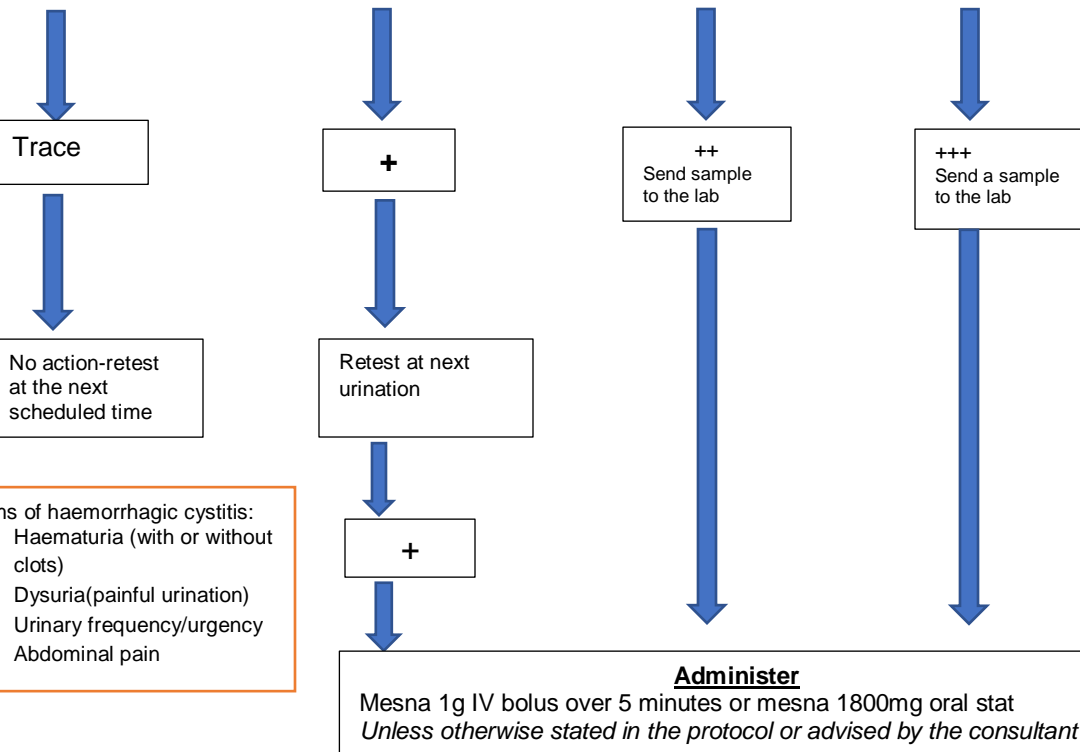 Trace
+
++
Send sample
to the lab
+++
Send a sample
to the lab
No action-retest
at the next
scheduled time
Retest at next
urination
of haemorrhagic cystitis:
Haematuria (with or without
clots)
Dysuria(painful urination)
Urinary frequency/urgency
Abdominal pain
+
Administer
Mesna 1g IV bolus over 5 minutes or mesna 1800mg oral stat
Unless otherwise stated in the protocol or advised by the consultant